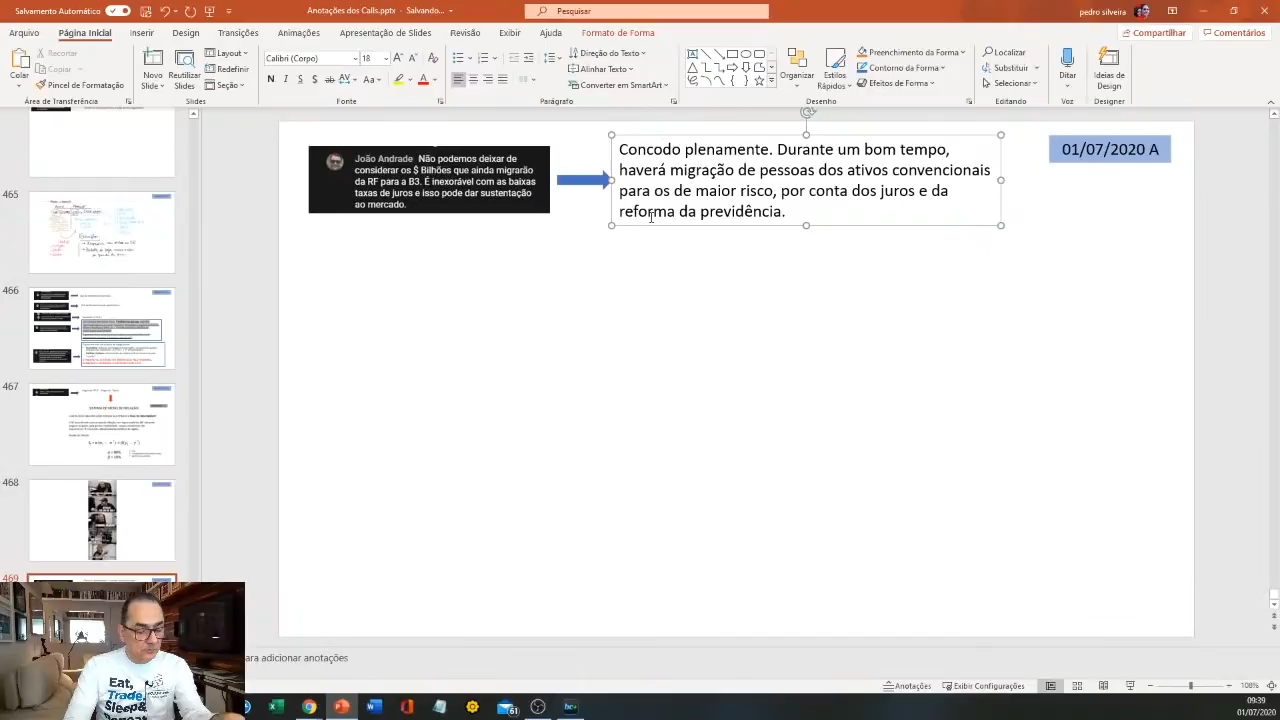 Salvamento Automático
Anotações dos Calls.pptx - Salvando...
Pesquisar
pedro silveira
Arquivo
Página Inicial
Inserir
Design
Transições
Animações
Apresentação de Slides
Revisão
Exibir
Ajuda
Formato de Forma
Compartilhar
Comentários
Colar
Recortar
Copiar
Pincel de Formatação
Área de Transferência
Novo Slide
Reutilizar Slides
Layout
Redefinir
Seção
Slides
Calibri (Corpo)
18
Fonte
Direção do Texto
Alinhar Texto
Converter em SmartArt
Parágrafo
Organizar
Estilos Rápidos
Preenchimento da Forma
Contorno da Forma
Efeitos de Forma
Desenho
Localizar
Substituir
Selecionar
Editando
Ditar
Voz
Ideias de Design
Designer
465
466
467
468
469
João Andrade Não podemos deixar de
considerar os $ Bilhões que ainda migrarão
da RF para a B3. É inexorável com as baixas
taxas de juros e isso pode dar sustentação
ao mercado.
Concodo plenamente. Durante um bom tempo,
haverá migração de pessoas dos ativos convencionais
para os de maior risco, por conta dos juros e da
reforma da previdência.
01/07/2020 A
ara adicionar anotações
Eat,
Trade,
Sleep&
Anotações
Exibir Configurações
108%
61
09:39
01/07/2020